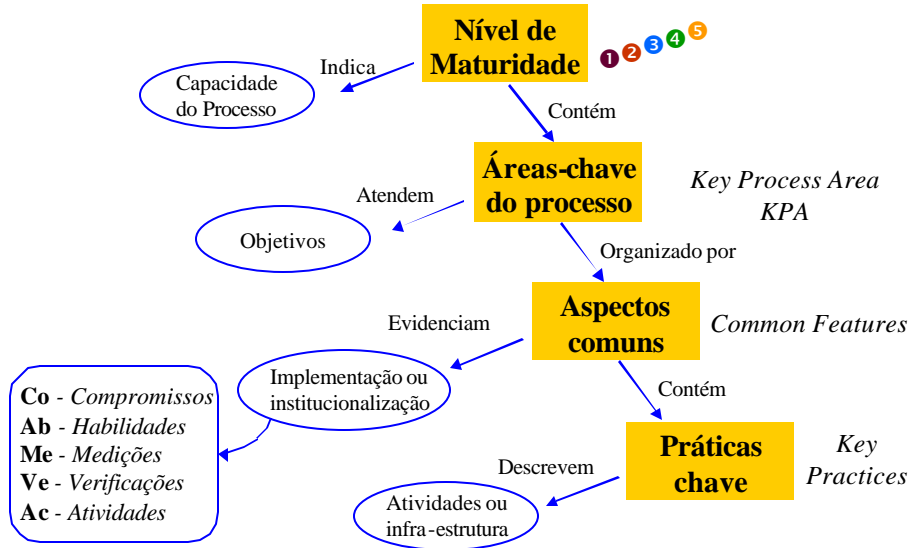 Nível de
Maturidade
1 2 3 4 5
Indica
Capacidade
do Processo
Contém
Áreas-chave
do processo
Key Process Area
KPA
Atendem
Objetivos
Organizado por
Aspectos
comuns
Common Features
Evidenciam
Implementação ou
institucionalização
Contém
Co - Compromissos
Ab - Habilidades
Me - Medições
Ve - Verificações
Ac - Atividades
Práticas
chave
Key
Practices
Descrevem
Atividades ou
infra-estrutura